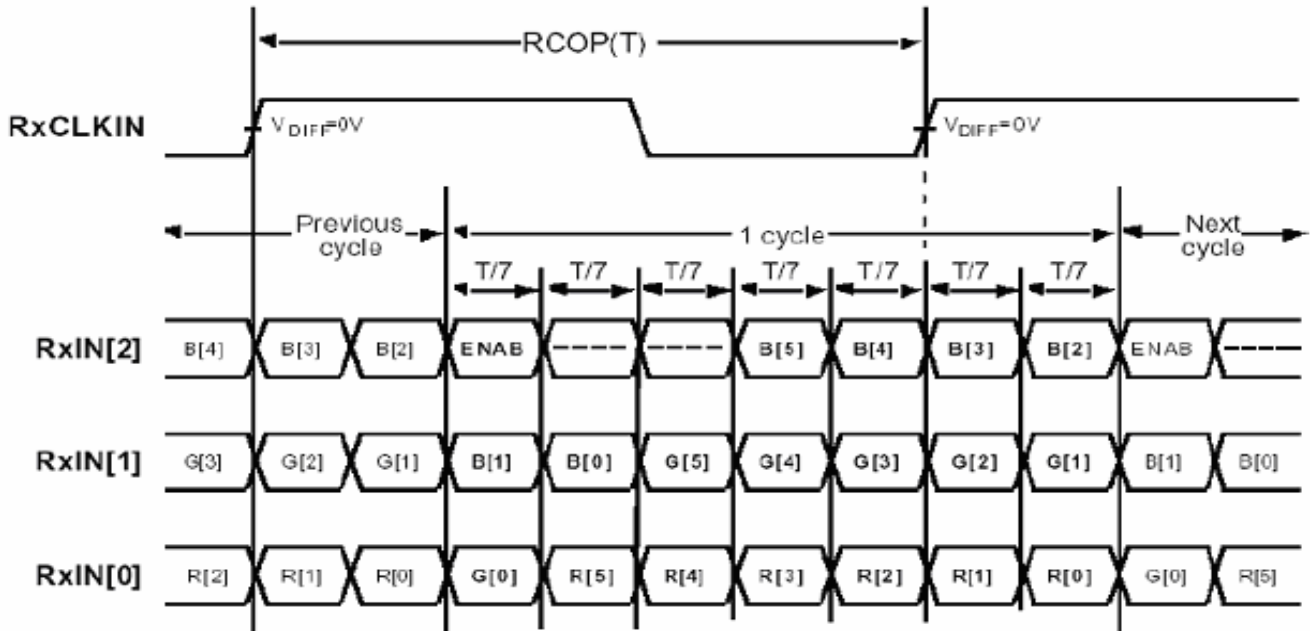 RCOP(T)
RxCLKIN VDIFF=0V VDIFF=0V
Previous cycle 1 cycle Next cycle
T/7 T/7 T/7 T/7 T/7 T/7 T/7
RxIN[2] B[4] B[3] B[2] ENAB ---- ---- B[5] B[4] B[3] B[2] ENAB ----
RxIN[1] G[3] G[2] G[1] B[1] B[0] G[5] G[4] G[3] G[2] G[1] B[1] B[0]
RxIN[0] R[2] R[1] R[0] G[0] R[5] R[4] R[3] R[2] R[1] R[0] G[0] R[5]